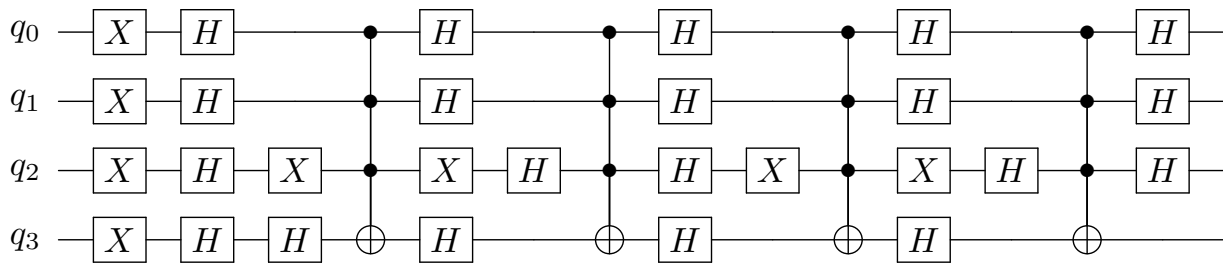 q0 X H H H H H
q1 X H H H H H
q2 X H X X H H X X H H
q3 X H H H H H